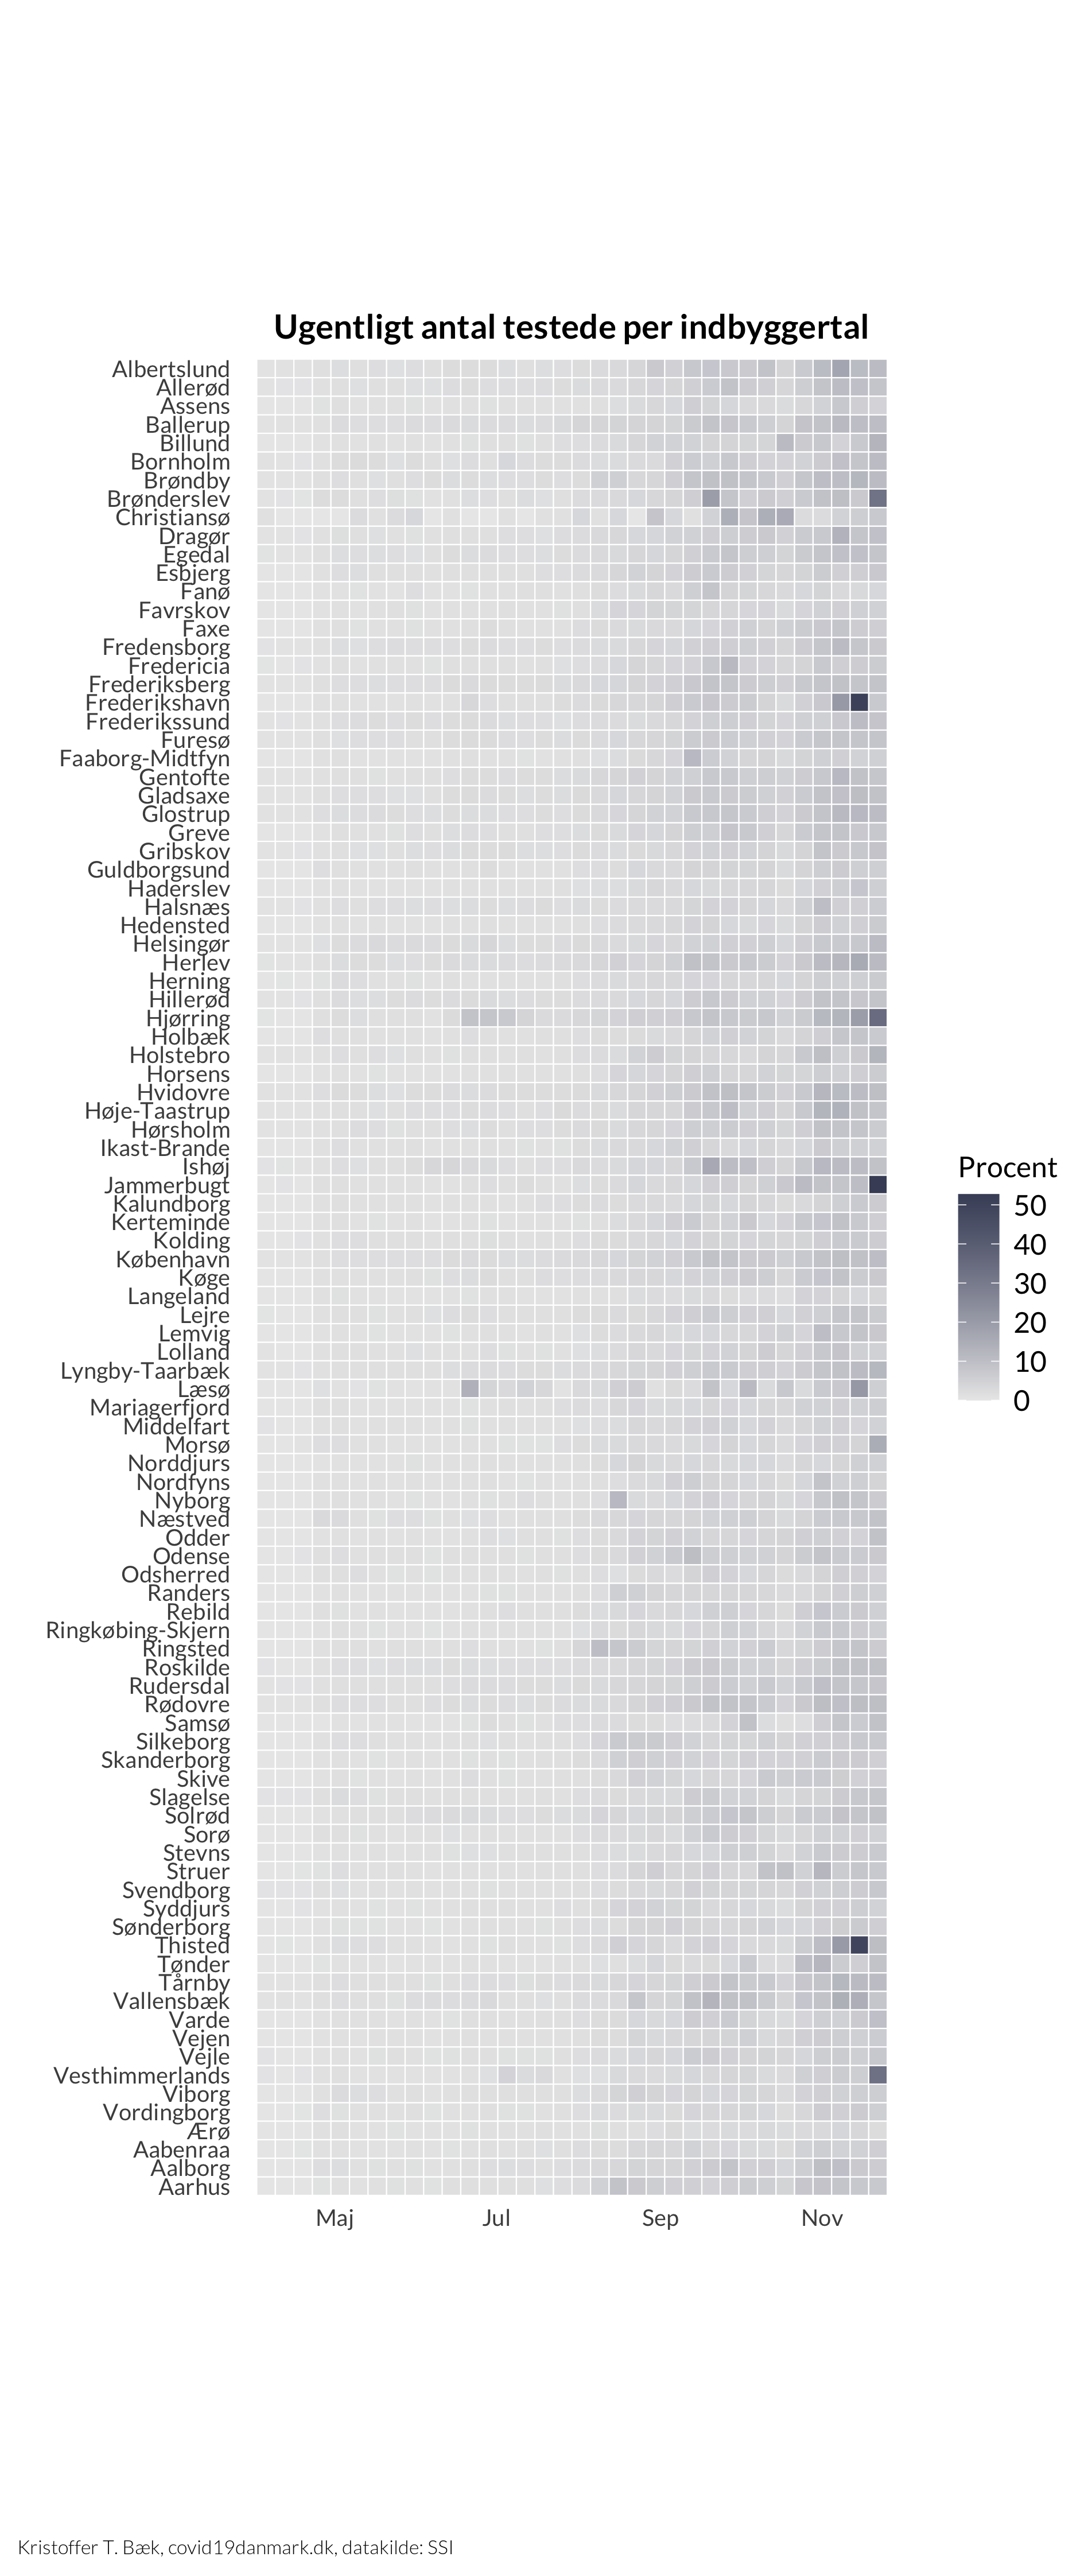 Ugentligt antal testede per indbyggertal
Albertslund
Allerød
Assens
Ballerup
Billund
Bornholm
Brøndby
Brønderslev
Christiansø
Dragør
Egedal
Esbjerg
Fanø
Favrskov
Faxe
Fredensborg
Fredericia
Frederiksberg
Frederikshavn
Frederikssund
Furesø
Faaborg-Midtfyn
Gentofte
Gladsaxe
Glostrup
Greve
Gribskov
Guldborgsund
Haderslev
Halsnæs
Hedensted
Helsingør
Herlev
Herning
Hillerød
Hjørring
Holbæk
Holstebro
Horsens
Hvidovre
Høje-Taastrup
Hørsholm
Ikast-Brande
Ishøj
Jammerbugt
Kalundborg
Kerteminde
Kolding
København
Køge
Langeland
Lejre
Lemvig
Lolland
Lyngby-Taarbæk
Læsø
Mariagerfjord
Middelfart
Morsø
Norddjurs
Nordfyns
Nyborg
Næstved
Odder
Odense
Odsherred
Randers
Rebild
Ringkøbing-Skjern
Ringsted
Roskilde
Rudersdal
Rødovre
Samsø
Silkeborg
Skanderborg
Skive
Slagelse
Solrød
Sorø
Stevns
Struer
Svendborg
Syddjurs
Sønderborg
Thisted
Tønder
Tårnby
Vallensbæk
Varde
Vejen
Vejle
Vesthimmerlands
Viborg
Vordingborg
Ærø
Aabenraa
Aalborg
Aarhus
Maj Jul Sep Nov
Procent
50
40
30
20
10
0
Kristoffer T. Bæk, covid19danmark.dk, datakilde: SSI